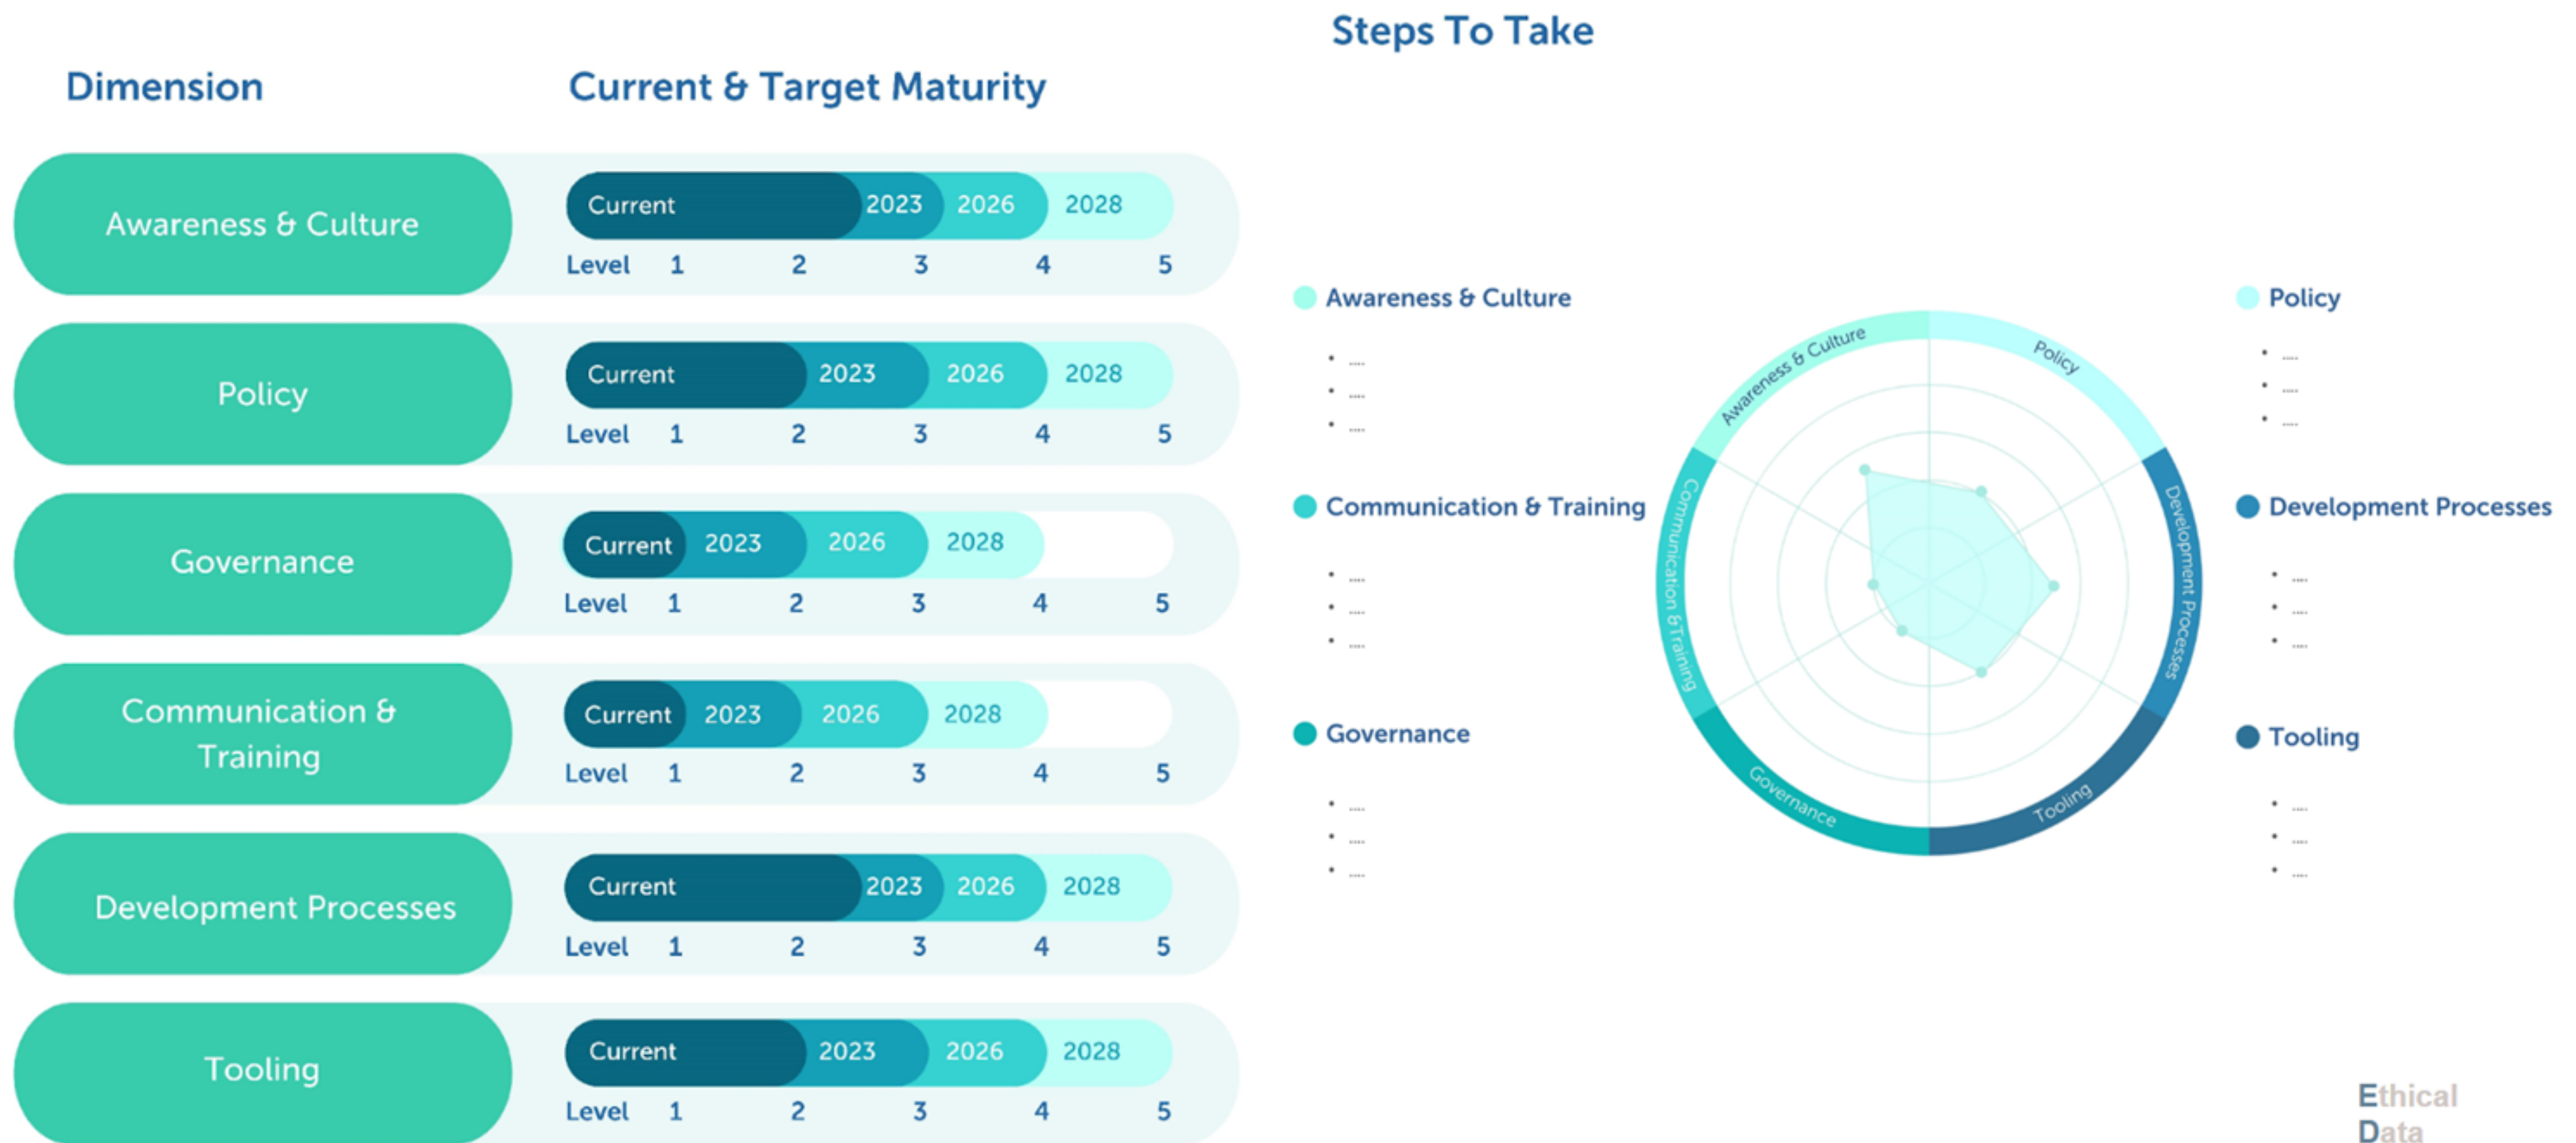 Steps To Take
Dimension
Current & Target Maturity
Awareness & Culture
Current 2023 2026 2028
Level 1 2 3 4 5
Policy
Current 2023 2026 2028
Level 1 2 3 4 5
Governance
Current 2023 2026 2028
Level 1 2 3 4 5
Communication &
Training
Current 2023 2026 2028
Level 1 2 3 4 5
Development Processes
Current 2023 2026 2028
Level 1 2 3 4 5
Tooling
Current 2023 2026 2028
Level 1 2 3 4 5
Awareness & Culture
• ....
• ....
• ....
Communication & Training
• ....
• ....
• ....
Governance
• ....
• ....
• ....
Awareness & Culture
Policy
Development Processes
Tooling
Governance
Communication &Training
Policy
• ....
• ....
• ....
Development Processes
• ....
• ....
• ....
Tooling
• ....
• ....
• ....
Ethical
Data